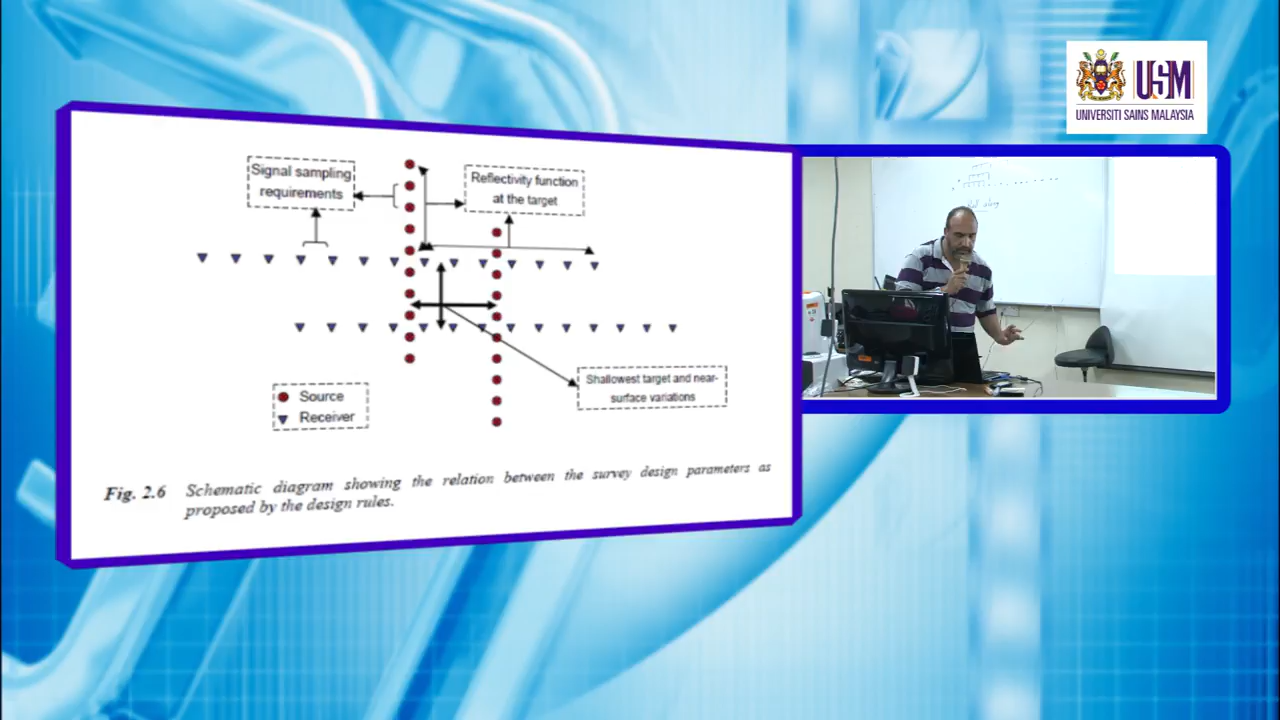 USM
UNIVERSITI SAINS MALAYSIA
Signal sampling
requirements
Reflectivity function
at the target
Shallowest target and near-
surface variations
Source
Receiver
Fig. 2.6 Schematic diagram showing the relation between the survey design parameters as
proposed by the design rules.